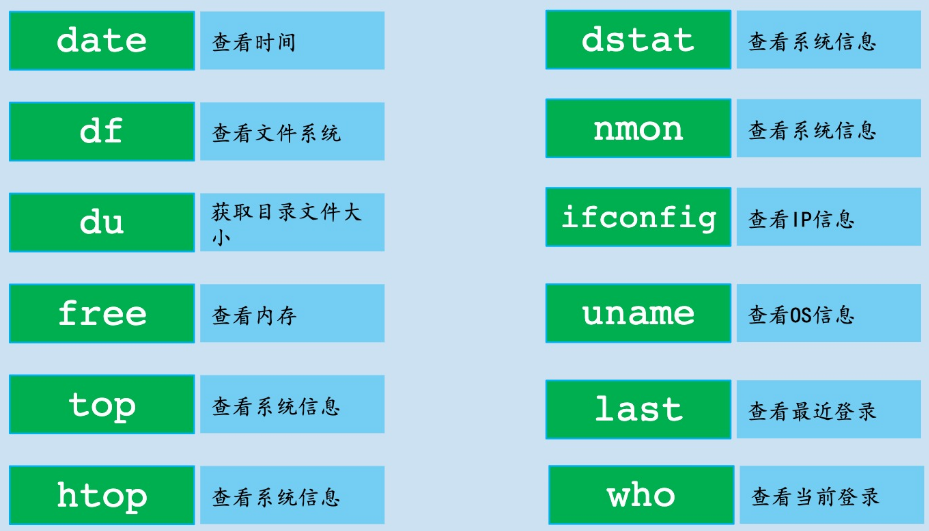 date
查看时间
df
查看文件系统
du
获取目录文件大
小
free
查看内存
top
查看系统信息
htop
查看系统信息
dstat
查看系统信息
nmon
查看系统信息
ifconfig
查看IP信息
uname
查看OS信息
last
查看最近登录
who
查看当前登录